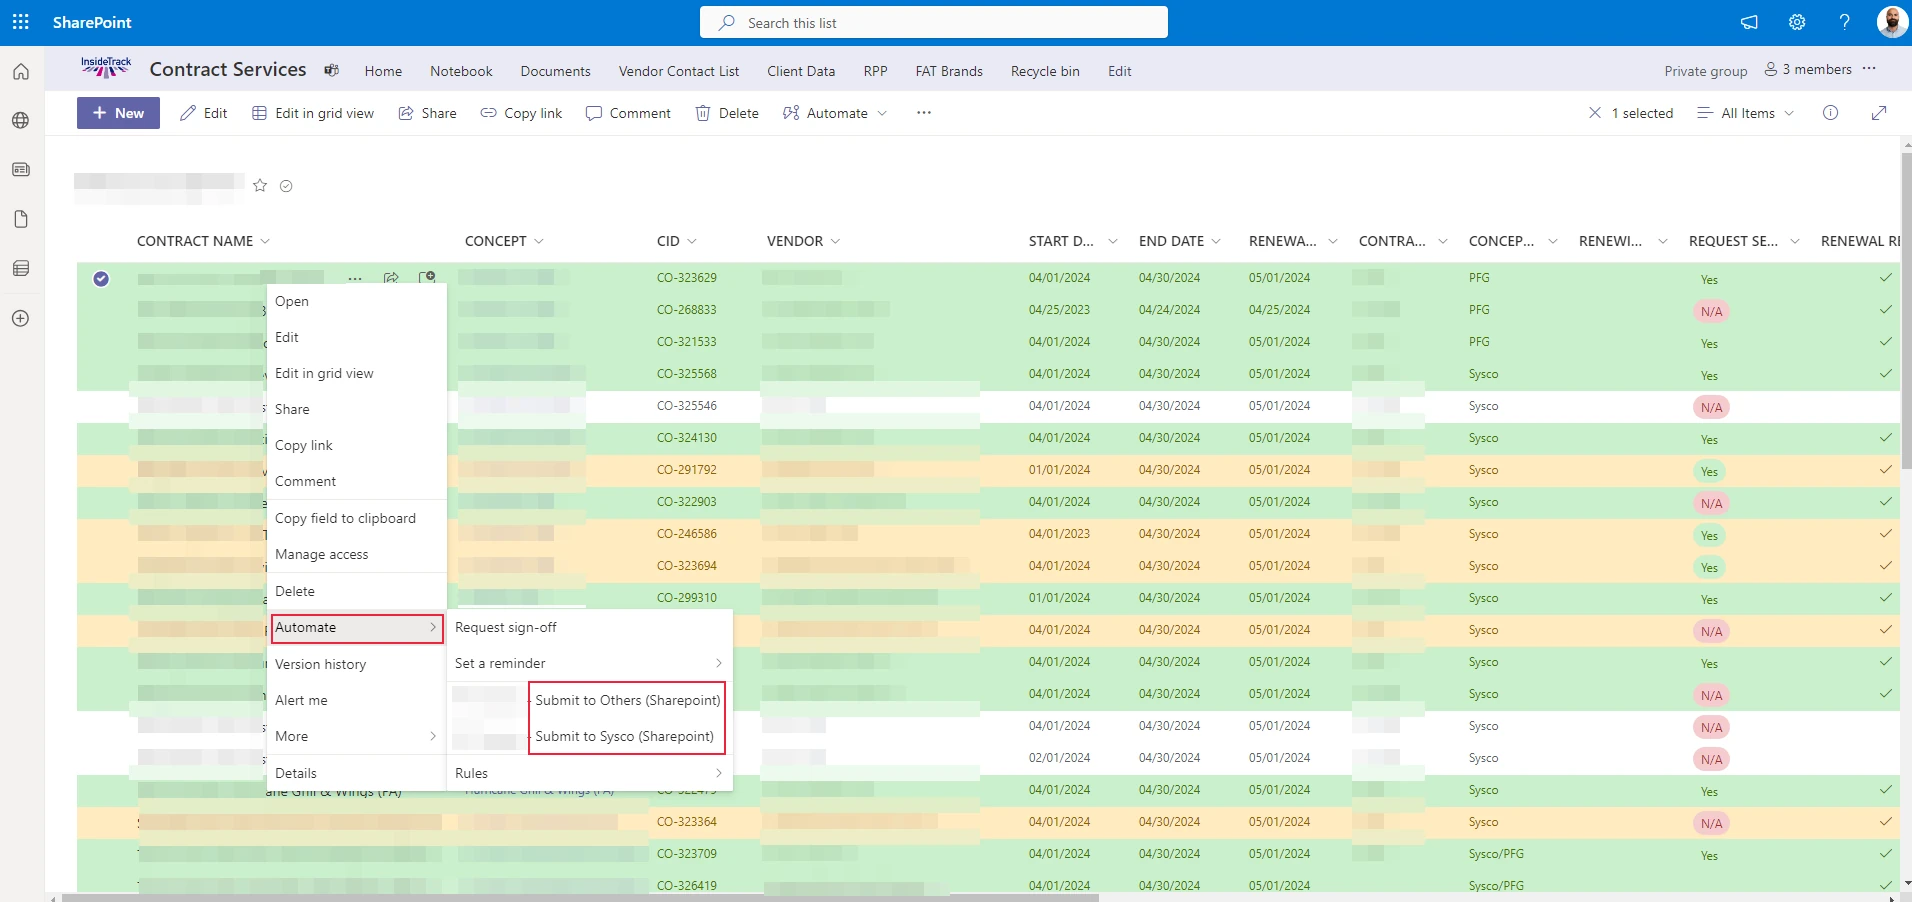 SharePoint
Search this list
InsideTrack
Contract Services
Home Notebook Documents Vendor Contact List Client Data RPP FAT Brands Recycle bin Edit
Private group 3 members
New Edit Edit in grid view Share Copy link Comment Delete Automate
1 selected All Items
CONTRACT NAME CONCEPT CID VENDOR START D... END DATE RENEWA... CONTRA... CONCEP... RENEWI... REQUEST SE... RENEWAL RE
CO-323629 04/01/2024 04/30/2024 05/01/2024 PFG Yes
CO-268833 04/25/2023 04/24/2024 04/25/2024 PFG N/A
CO-321533 04/01/2024 04/30/2024 05/01/2024 PFG Yes
CO-325568 04/01/2024 04/30/2024 05/01/2024 Sysco Yes
CO-325546 04/01/2024 04/30/2024 05/01/2024 Sysco N/A
CO-324130 04/01/2024 04/30/2024 05/01/2024 Sysco Yes
CO-291792 01/01/2024 04/30/2024 05/01/2024 Sysco Yes
CO-322903 04/01/2024 04/30/2024 05/01/2024 Sysco N/A
CO-246586 04/01/2023 04/30/2024 05/01/2024 Sysco Yes
CO-323694 04/01/2024 04/30/2024 05/01/2024 Sysco Yes
CO-299310 01/01/2024 04/30/2024 05/01/2024 Sysco Yes
04/01/2024 04/30/2024 05/01/2024 Sysco N/A
04/01/2024 04/30/2024 05/01/2024 Sysco Yes
04/01/2024 04/30/2024 05/01/2024 Sysco N/A
04/01/2024 04/30/2024 05/01/2024 Sysco N/A
02/01/2024 04/30/2024 05/01/2024 Sysco N/A
Grill & Wings (PA) Hurricane Grill & Wings (PA) CO-322479 04/01/2024 04/30/2024 05/01/2024 Sysco Yes
CO-323364 04/01/2024 04/30/2024 05/01/2024 Sysco N/A
CO-323709 04/01/2024 04/30/2024 05/01/2024 Sysco/PFG Yes
CO-326419 04/01/2024 04/30/2024 05/01/2024 Sysco/PFG
Open
Edit
Edit in grid view
Share
Copy link
Comment
Copy field to clipboard
Manage access
Delete
Automate
Version history
Alert me
More
Details
Request sign-off
Set a reminder
- Submit to Others (Sharepoint)
- Submit to Sysco (Sharepoint)
Rules